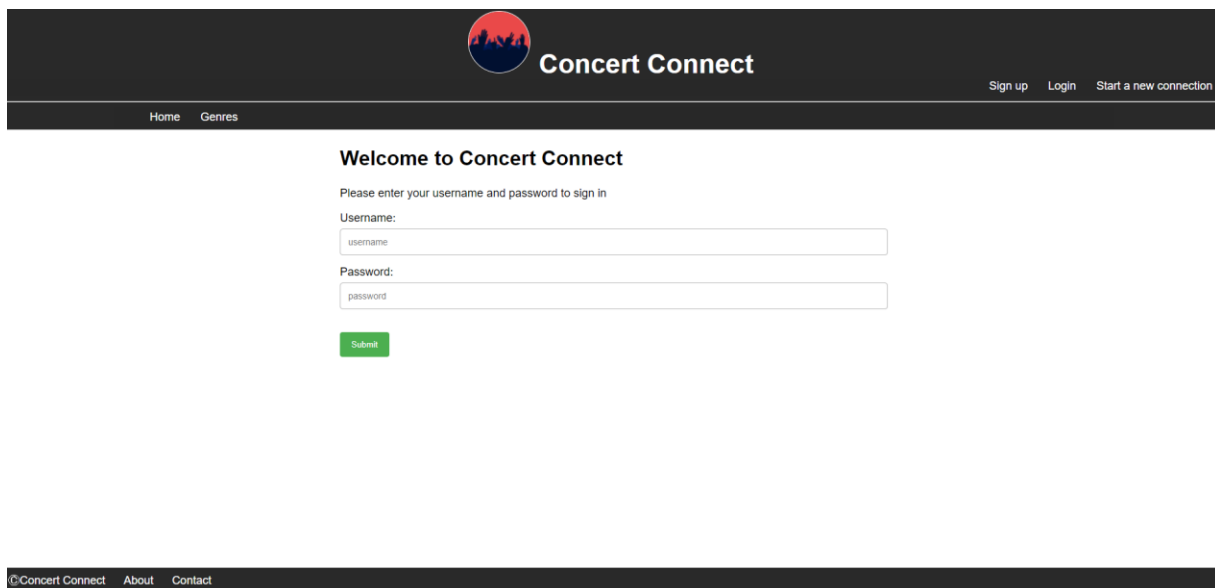 Concert Connect
Sign up Login Start a new connection
Home Genres
Welcome to Concert Connect
Please enter your username and password to sign in
Username:
username
Password:
password
Submit
©Concert Connect About Contact